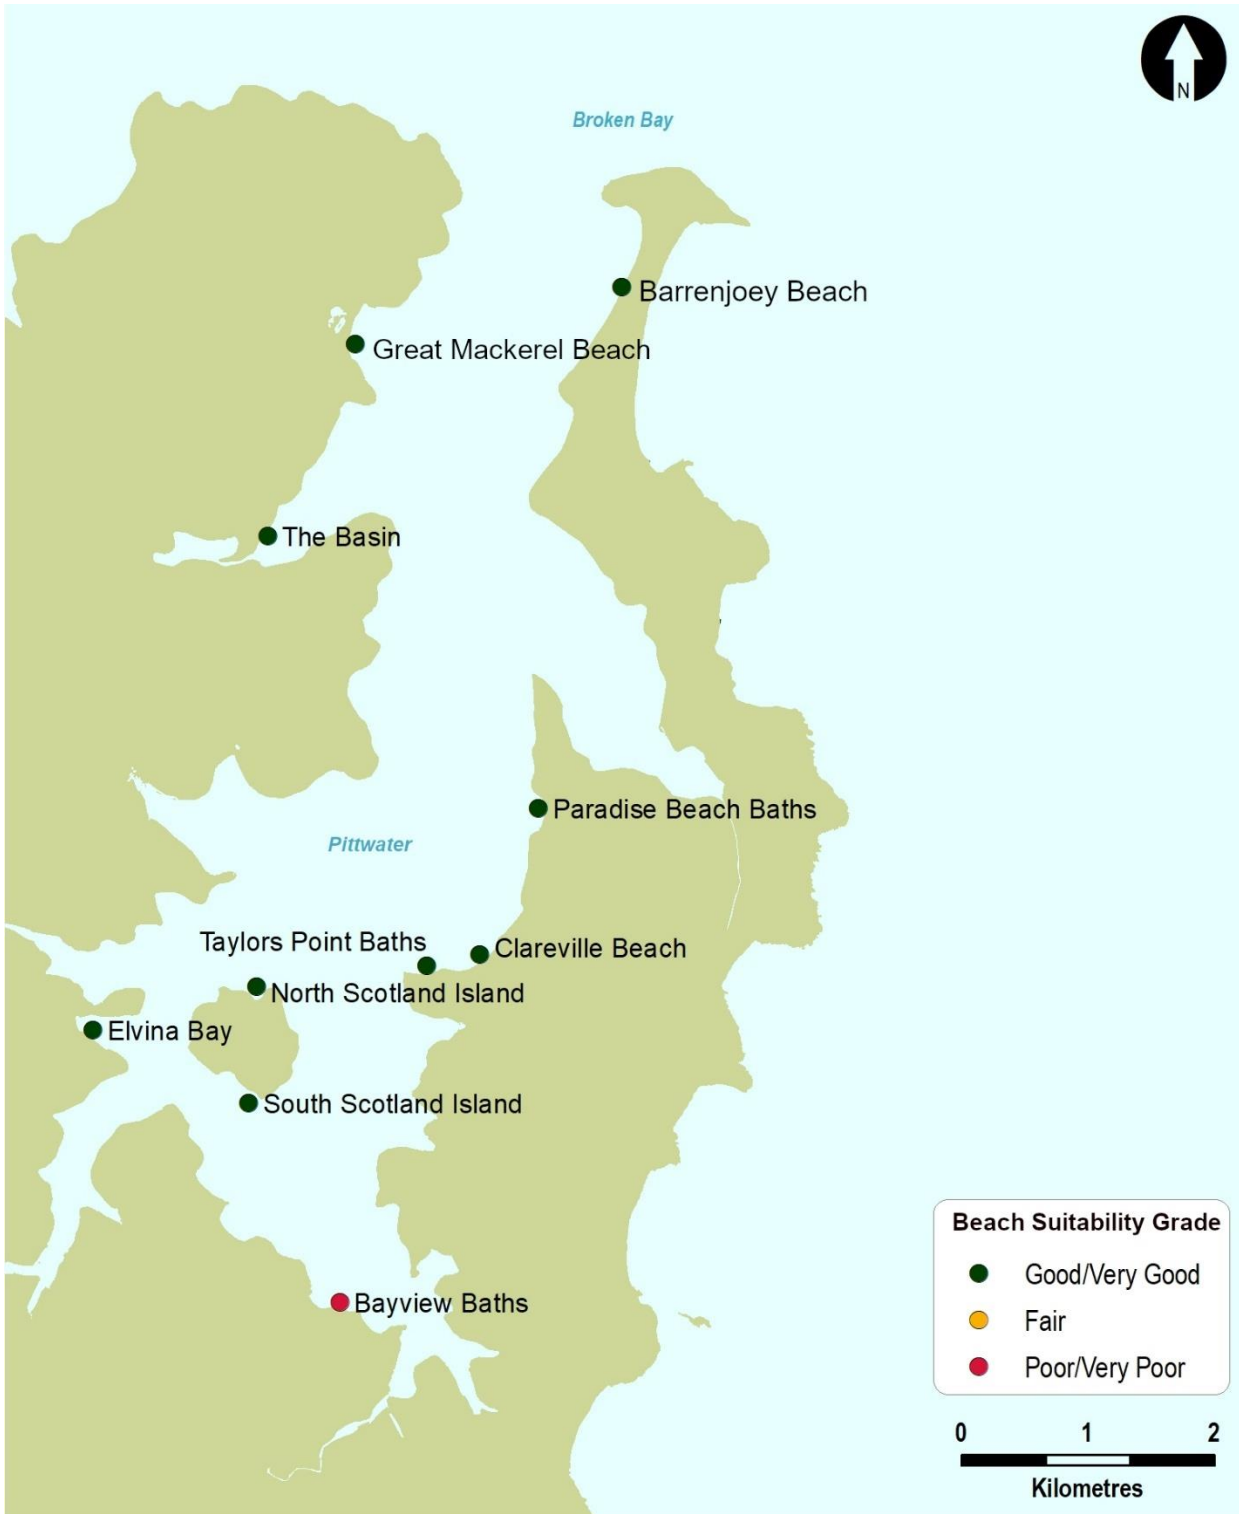 N
Broken Bay
Barrenjoey Beach
Great Mackerel Beach
The Basin
Paradise Beach Baths
Pittwater
Taylors Point Baths
Clareville Beach
North Scotland Island
Elvina Bay
South Scotland Island
Bayview Baths
Beach Suitability Grade
Good/Very Good
Fair
Poor/Very Poor
0 1 2
Kilometres